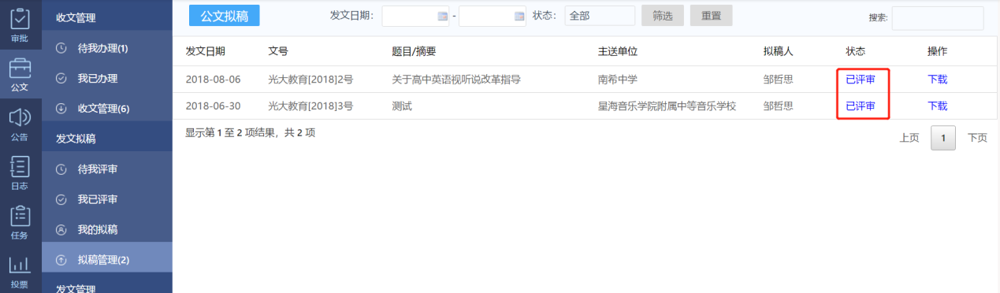 审批
公文
公告
日志
任务
投票
收文管理
待我办理(1)
我已办理
收文管理(6)
发文拟稿
待我评审
我已评审
我的拟稿
拟稿管理(2)
发文管理
公文拟稿 发文日期： - 状态： 全部 筛选 重置 搜索:
发文日期 文号 题目/摘要 主送单位 拟稿人 状态 操作
2018-08-06 光大教育[2018]2号 关于高中英语视听说改革指导 南希中学 邹哲思 已评审 下载
2018-06-30 光大教育[2018]3号 测试 星海音乐学院附属中等音乐学校 邹哲思 已评审 下载
显示第 1 至 2 项结果，共 2 项
上页 1 下页